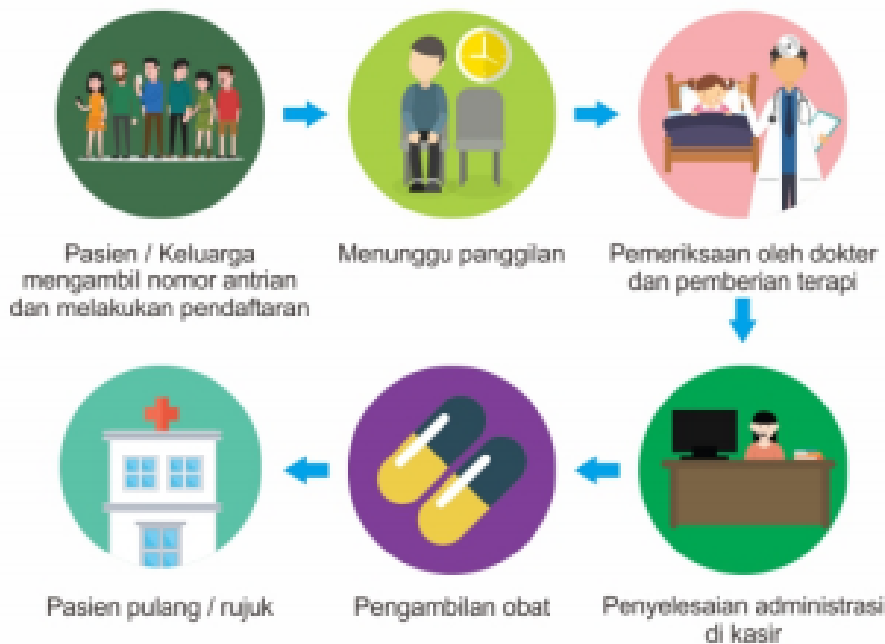 Pasien / Keluarga
mengambil nomor antrian
dan melakukan pendaftaran
Menunggu panggilan
Pemeriksaan oleh dokter
dan pemberian terapi
Penyelesaian administrasi
di kasir
Pengambilan obat
Pasien pulang / rujuk